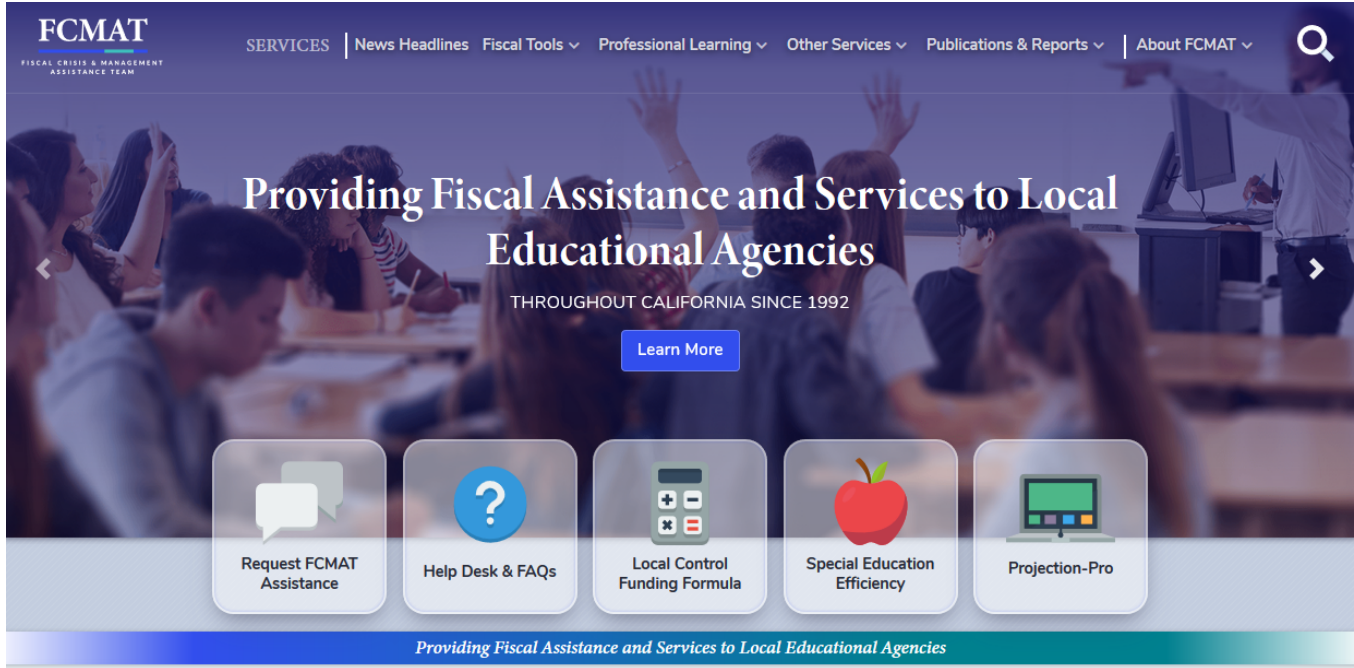 FCMAT
FISCAL CRISIS & MANAGEMENT
ASSISTANCE TEAM
SERVICES
News Headlines
Fiscal Tools
Professional Learning
Other Services
Publications & Reports
About FCMAT
Providing Fiscal Assistance and Services to Local
Educational Agencies
THROUGHOUT CALIFORNIA SINCE 1992
Learn More
Request FCMAT
Assistance
Help Desk & FAQs
Local Control
Funding Formula
Special Education
Efficiency
Projection-Pro
Providing Fiscal Assistance and Services to Local Educational Agencies